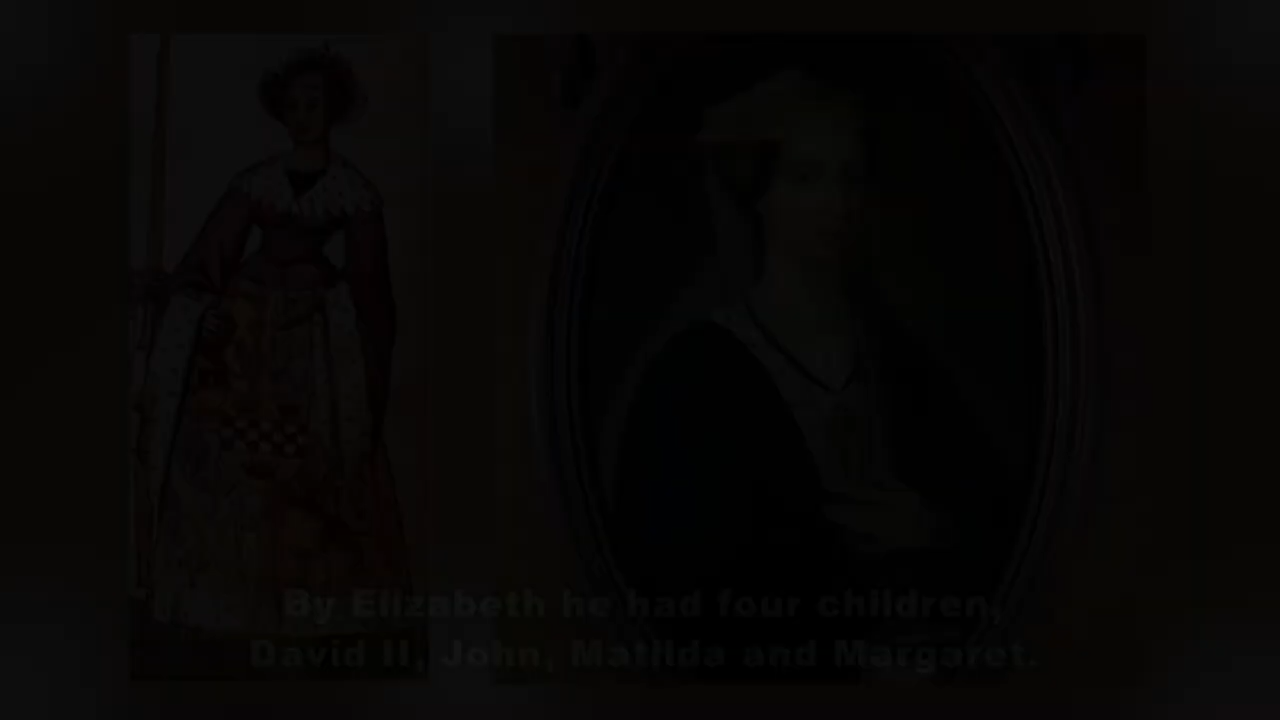 By Elizabeth he had four children,
David II, John, Matilda and Margaret.